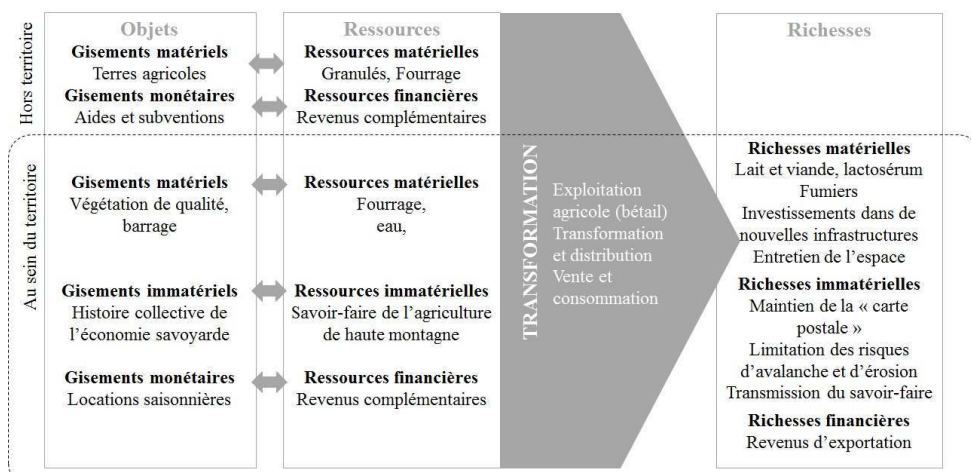 Hors territoire
Au sein du territoire
Objets
Gisements matériels
Terres agricoles
Gisements monétaires
Aides et subventions
Gisements matériels
Végétation de qualité,
barrage
Gisements immatériels
Histoire collective de
l’économie savoyarde
Gisements monétaires
Locations saisonnières
Ressources
Ressources matérielles
Granulés, Fourrage
Ressources financières
Revenus complémentaires
Ressources matérielles
Fourrage,
eau,
Ressources immatérielles
Savoir-faire de l’agriculture
de haute montagne
Ressources financières
Revenus complémentaires
TRANSFORMATION
Exploitation
agricole (bétail)
Transformation
et distribution
Vente et
consommation
Richesses
Richesses matérielles
Lait et viande, lactosérum
Fumiers
Investissements dans de
nouvelles infrastructures
Entretien de l’espace
Richesses immatérielles
Maintien de la « carte
postale »
Limitation des risques
d’avalanche et d’érosion
Transmission du savoir-faire
Richesses financières
Revenus d’exportation